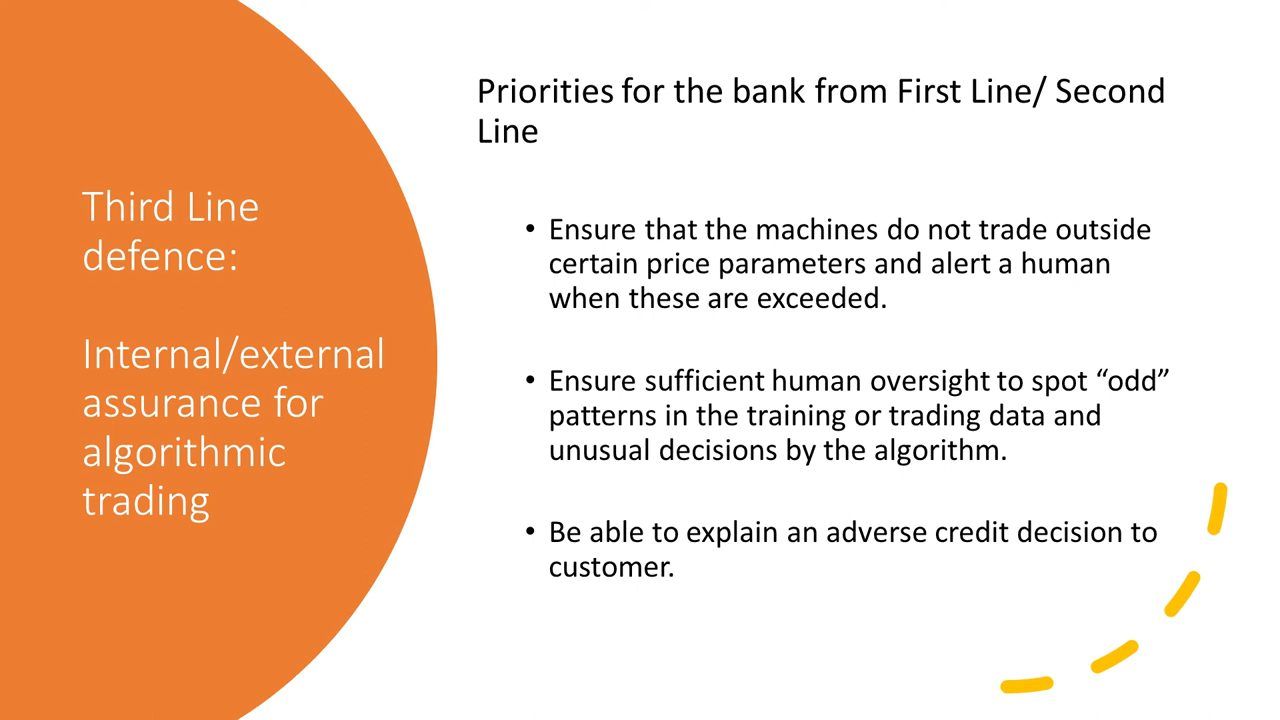 Third Line
defence:
Internal/external
assurance for
algorithmic
trading
Priorities for the bank from First Line/ Second
Line
• Ensure that the machines do not trade outside
certain price parameters and alert a human
when these are exceeded.
• Ensure sufficient human oversight to spot “odd”
patterns in the training or trading data and
unusual decisions by the algorithm.
• Be able to explain an adverse credit decision to
customer.